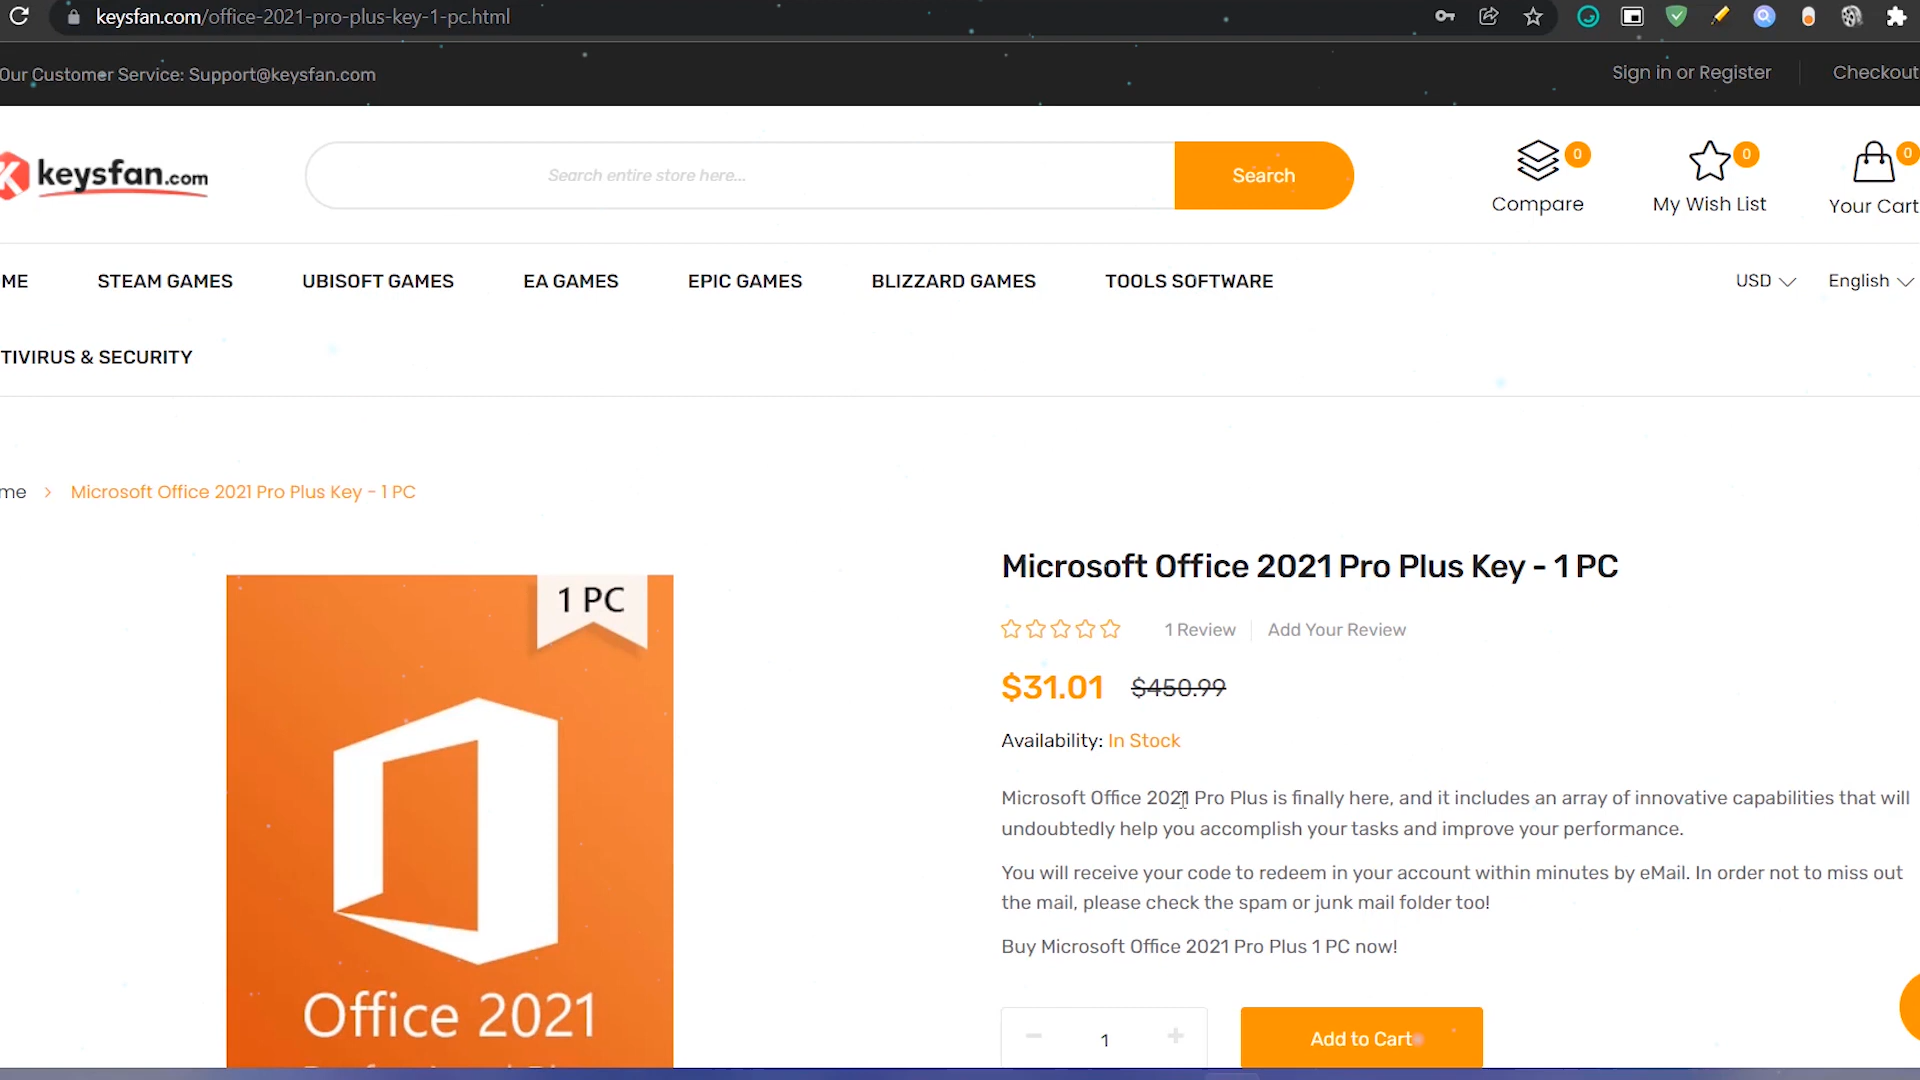 keysfan.com/office-2021-pro-plus-key-1-pc.html
Our Customer Service: Support@keysfan.com
Sign in or Register
Checkout
keysfan.com
Search entire store here...
Search
0
Compare
0
My Wish List
0
Your Cart
ME
STEAM GAMES
UBISOFT GAMES
EA GAMES
EPIC GAMES
BLIZZARD GAMES
TOOLS SOFTWARE
USD
English
TIVIRUS & SECURITY
me > Microsoft Office 2021 Pro Plus Key - 1 PC
1 PC
Office 2021
Microsoft Office 2021 Pro Plus Key - 1 PC
1 Review
Add Your Review
$31.01 $450.99
Availability: In Stock
Microsoft Office 2021 Pro Plus is finally here, and it includes an array of innovative capabilities that will
undoubtedly help you accomplish your tasks and improve your performance.
You will receive your code to redeem in your account within minutes by eMail. In order not to miss out
the mail, please check the spam or junk mail folder too!
Buy Microsoft Office 2021 Pro Plus 1 PC now!
1
Add to Cart